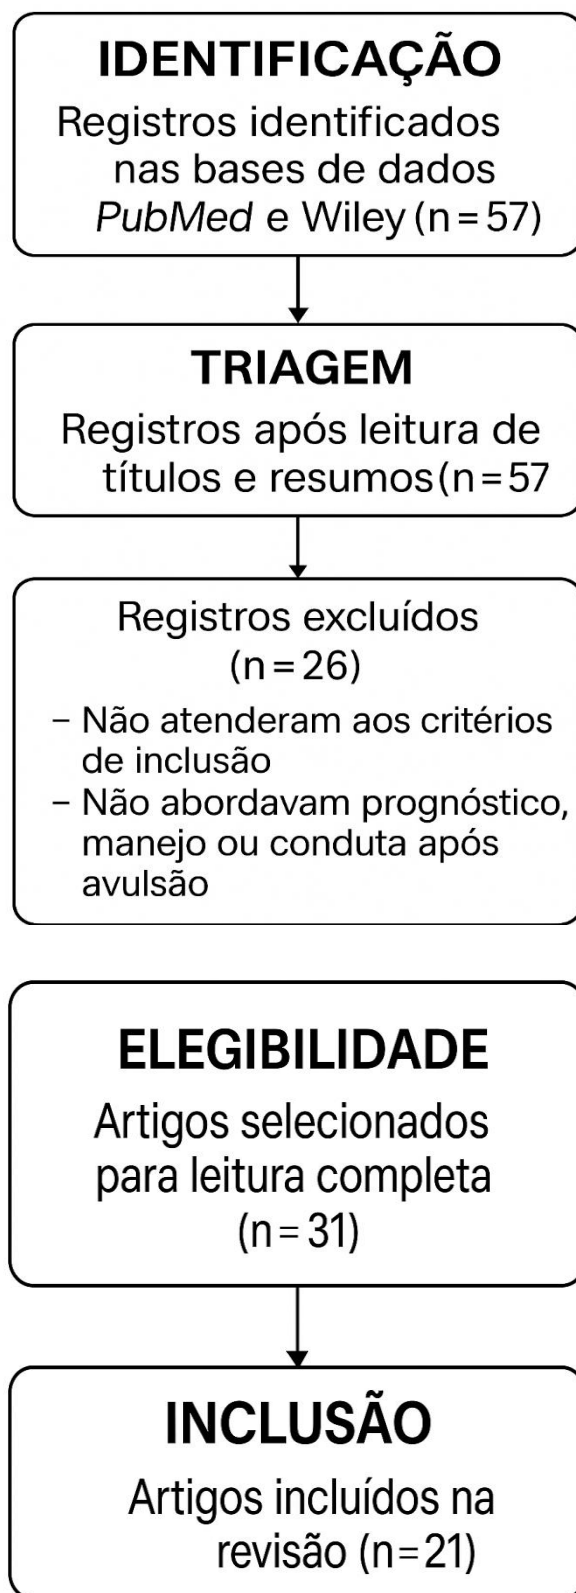 IDENTIFICAÇÃO
Registros identificados
nas bases de dados
PubMed e Wiley (n = 57)
TRIAGEM
Registros após leitura de
títulos e resumos (n = 57
Registros excluídos
(n = 26)
– Não atenderam aos critérios
de inclusão
– Não abordavam prognóstico,
manejo ou conduta após
avulsão
ELEGIBILIDADE
Artigos selecionados
para leitura completa
(n = 31)
INCLUSÃO
Artigos incluídos na
revisão (n = 21)